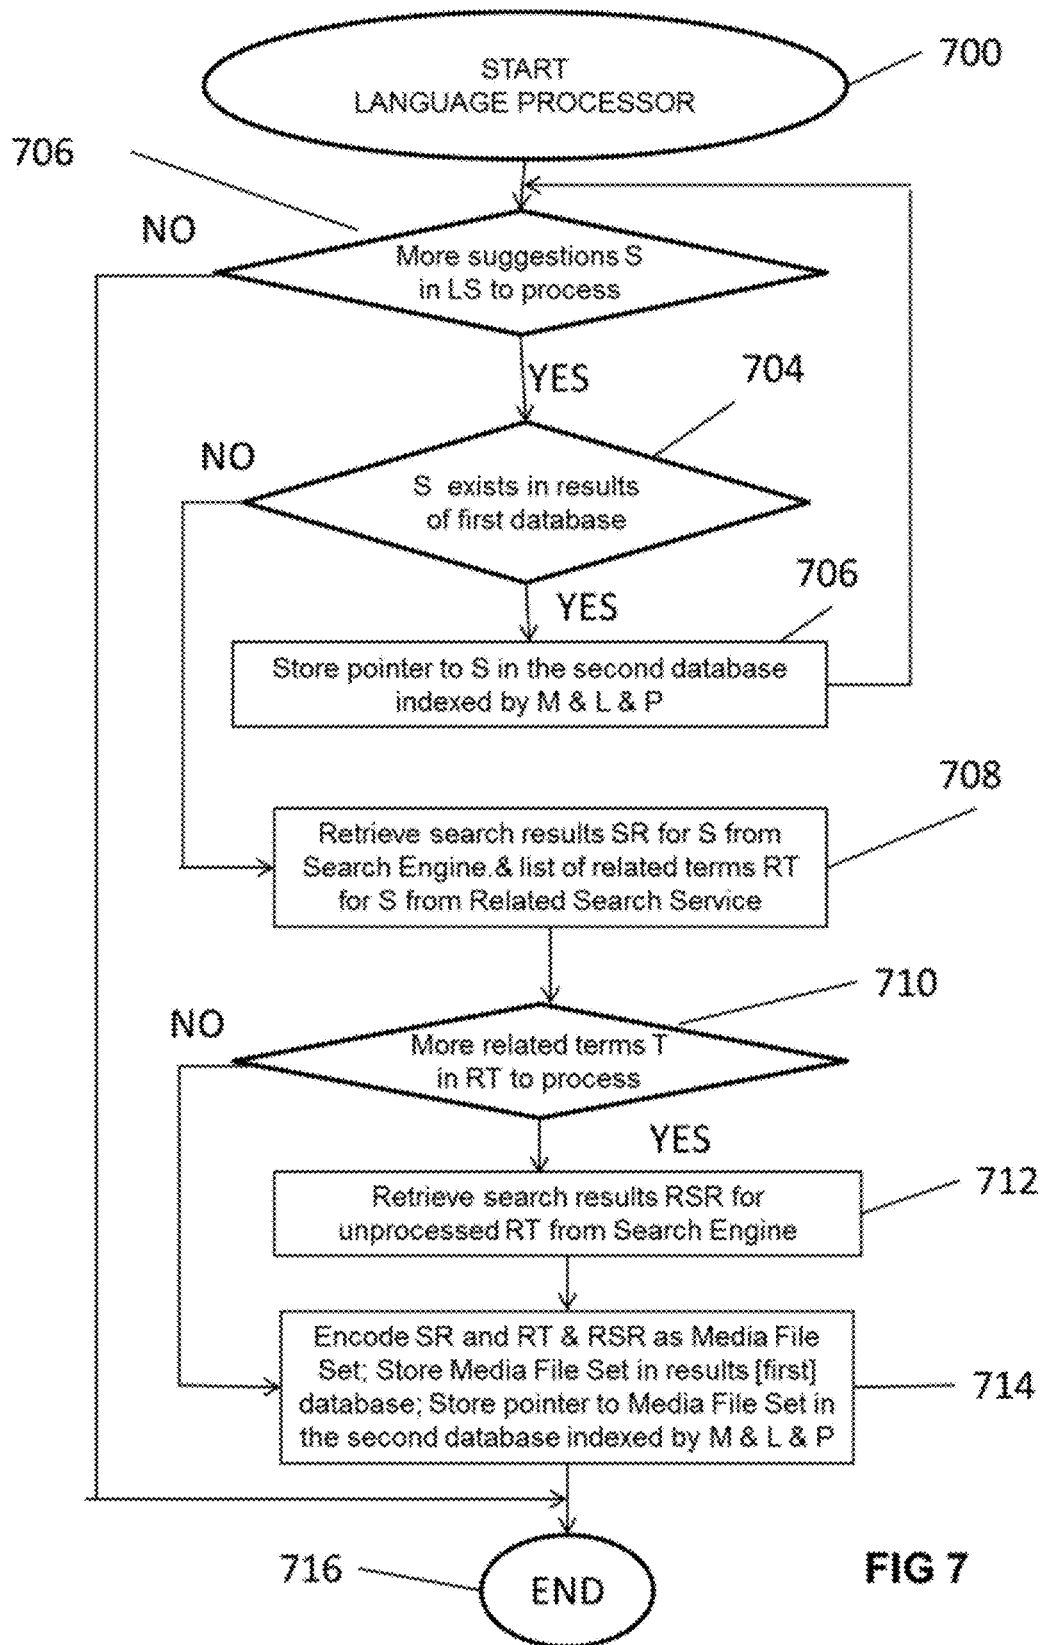 START
LANGUAGE PROCESSOR
700
706
NO
More suggestions S
in LS to process
YES
704
NO
S exists in results
of first database
YES
706
Store pointer to S in the second database
indexed by M & L & P
708
Retrieve search results SR for S from
Search Engine.& list of related terms RT
for S from Related Search Service
710
NO
More related terms T
in RT to process
YES
712
Retrieve search results RSR for
unprocessed RT from Search Engine
Encode SR and RT & RSR as Media File
Set; Store Media File Set in results [first]
database; Store pointer to Media File Set in
the second database indexed by M & L & P
714
716
END
FIG 7